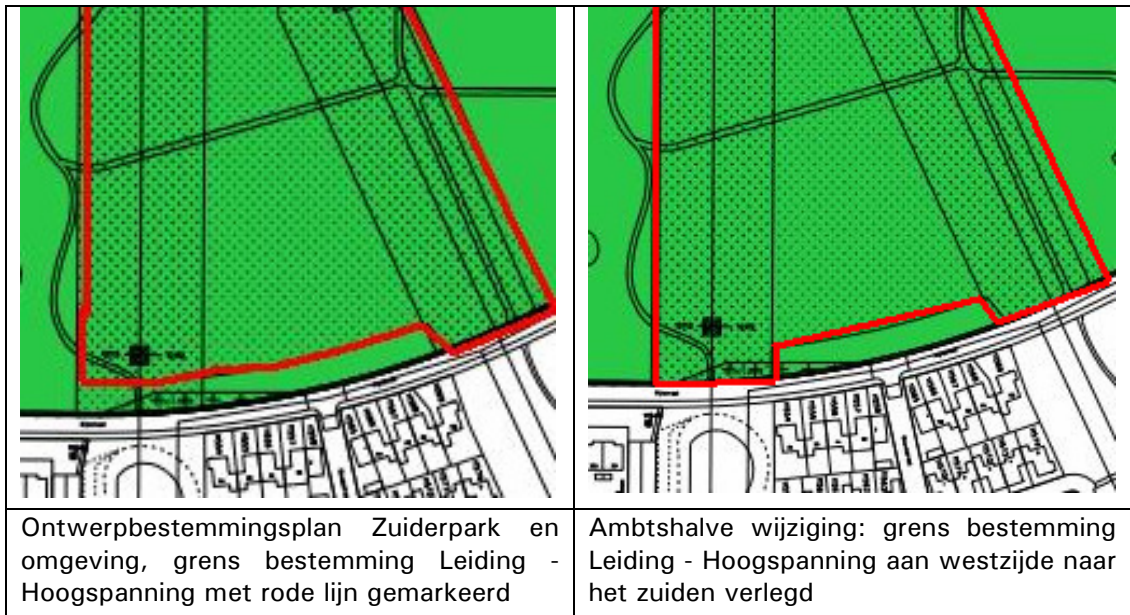 Ontwerpbestemmingsplan Zuiderpark en
omgeving, grens bestemming Leiding -
Hoogspanning met rode lijn gemarkeerd
Ambtshalve wijziging: grens bestemming
Leiding - Hoogspanning aan westzijde naar
het zuiden verlegd